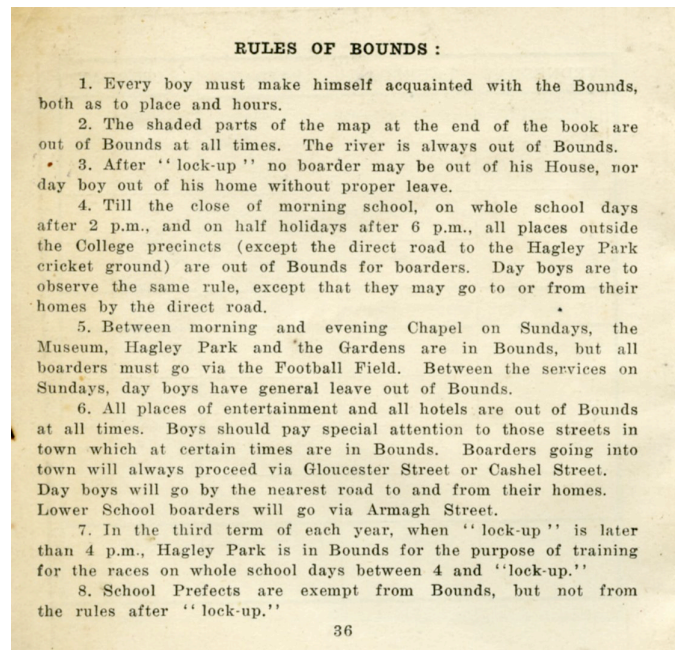 RULES OF BOUNDS :
1. Every boy must make himself acquainted with the Bounds,
both as to place and hours.
2. The shaded parts of the map at the end of the book are
out of Bounds at all times. The river is always out of Bounds.
3. After " lock-up " no boarder may be out of his House, nor
day boy out of his home without proper leave.
4. Till the close of morning school, on whole school days
after 2 p.m., and on half holidays after 6 p.m., all places outside
the College precincts (except the direct road to the Hagley Park
cricket ground) are out of Bounds for boarders. Day boys are to
observe the same rule, except that they may go to or from their
homes by the direct road.
5. Between morning and evening Chapel on Sundays, the
Museum, Hagley Park and the Gardens are in Bounds, but all
boarders must go via the Football Field. Between the services on
Sundays, day boys have general leave out of Bounds.
6. All places of entertainment and all hotels are out of Bounds
at all times. Boys should pay special attention to those streets in
town which at certain times are in Bounds. Boarders going into
town will always proceed via Gloucester Street or Cashel Street.
Day boys will go by the nearest road to and from their homes.
Lower School boarders will go via Armagh Street.
7. In the third term of each year, when " lock-up " is later
than 4 p.m., Hagley Park is in Bounds for the purpose of training
for the races on whole school days between 4 and "lock-up."
8. School Prefects are exempt from Bounds, but not from
the rules after " lock-up."
36